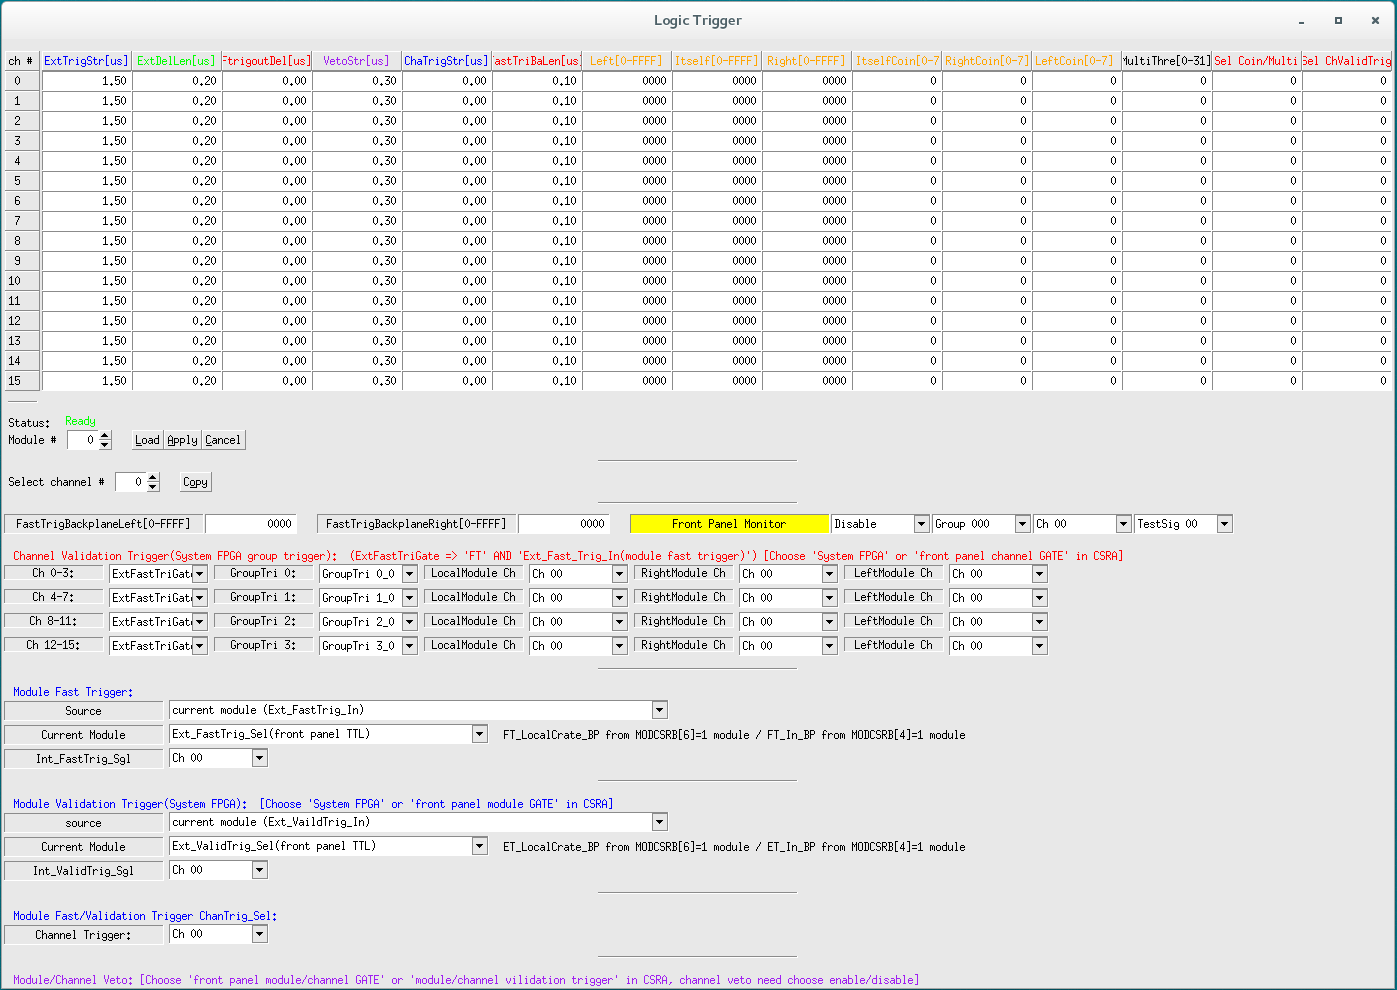 Logic Trigger
ch # ExtTrigStr[us] ExtDelLen[us] FtrigoutDel[us] VetoStr[us] ChaTrigStr[us] FastTriBaLen[us] Left[0-FFFF] Itself[0-FFFF] Right[0-FFFF] ItselfCoin[0-7 RightCoin[0-7] LeftCoin[0-7] MultiThre[0-31] Sel Coin/Multi Sel ChValidTrig
0 1.50 0.20 0.00 0.30 0.00 0.10 0000 0000 0000 0 0 0 0 0 0
1 1.50 0.20 0.00 0.30 0.00 0.10 0000 0000 0000 0 0 0 0 0 0
2 1.50 0.20 0.00 0.30 0.00 0.10 0000 0000 0000 0 0 0 0 0 0
3 1.50 0.20 0.00 0.30 0.00 0.10 0000 0000 0000 0 0 0 0 0 0
4 1.50 0.20 0.00 0.30 0.00 0.10 0000 0000 0000 0 0 0 0 0 0
5 1.50 0.20 0.00 0.30 0.00 0.10 0000 0000 0000 0 0 0 0 0 0
6 1.50 0.20 0.00 0.30 0.00 0.10 0000 0000 0000 0 0 0 0 0 0
7 1.50 0.20 0.00 0.30 0.00 0.10 0000 0000 0000 0 0 0 0 0 0
8 1.50 0.20 0.00 0.30 0.00 0.10 0000 0000 0000 0 0 0 0 0 0
9 1.50 0.20 0.00 0.30 0.00 0.10 0000 0000 0000 0 0 0 0 0 0
10 1.50 0.20 0.00 0.30 0.00 0.10 0000 0000 0000 0 0 0 0 0 0
11 1.50 0.20 0.00 0.30 0.00 0.10 0000 0000 0000 0 0 0 0 0 0
12 1.50 0.20 0.00 0.30 0.00 0.10 0000 0000 0000 0 0 0 0 0 0
13 1.50 0.20 0.00 0.30 0.00 0.10 0000 0000 0000 0 0 0 0 0 0
14 1.50 0.20 0.00 0.30 0.00 0.10 0000 0000 0000 0 0 0 0 0 0
15 1.50 0.20 0.00 0.30 0.00 0.10 0000 0000 0000 0 0 0 0 0 0
Status: Ready
Module # 0 Load Apply Cancel
Select channel # 0 Copy
FastTrigBackplaneLeft[0-FFFF] 0000 FastTrigBackplaneRight[0-FFFF] 0000 Front Panel Monitor Disable Group 000 Ch 00 TestSig 00
Channel Validation Trigger(System FPGA group trigger): (ExtFastTriGate => 'FT' AND 'Ext_Fast_Trig_In(module fast trigger)') [Choose 'System FPGA' or 'front panel channel GATE' in CSRA]
Ch 0-3: ExtFastTriGat GroupTri 0: GroupTri 0_0 LocalModule Ch Ch 00 RightModule Ch Ch 00 LeftModule Ch Ch 00
Ch 4-7: ExtFastTriGat GroupTri 1: GroupTri 1_0 LocalModule Ch Ch 00 RightModule Ch Ch 00 LeftModule Ch Ch 00
Ch 8-11: ExtFastTriGat GroupTri 2: GroupTri 2_0 LocalModule Ch Ch 00 RightModule Ch Ch 00 LeftModule Ch Ch 00
Ch 12-15: ExtFastTriGat GroupTri 3: GroupTri 3_0 LocalModule Ch Ch 00 RightModule Ch Ch 00 LeftModule Ch Ch 00
Module Fast Trigger:
Source current module (Ext_FastTrig_In)
Current Module Ext_FastTrig_Sel(front panel TTL) FT_LocalCrate_BP from MODCSRB[6]=1 module / FT_In_BP from MODCSRB[4]=1 module
Int_FastTrig_Sgl Ch 00
Module Validation Trigger(System FPGA): [Choose 'System FPGA' or 'front panel module GATE' in CSRA]
source current module (Ext_VaildTrig_In)
Current Module Ext_ValidTrig_Sel(front panel TTL) ET_LocalCrate_BP from MODCSRB[6]=1 module / ET_In_BP from MODCSRB[4]=1 module
Int_ValidTrig_Sgl Ch 00
Module Fast/Validation Trigger ChanTrig_Sel:
Channel Trigger: Ch 00
Module/Channel Veto: [Choose 'front panel module/channel GATE' or 'module/channel vilidation trigger' in CSRA, channel veto need choose enable/disable]